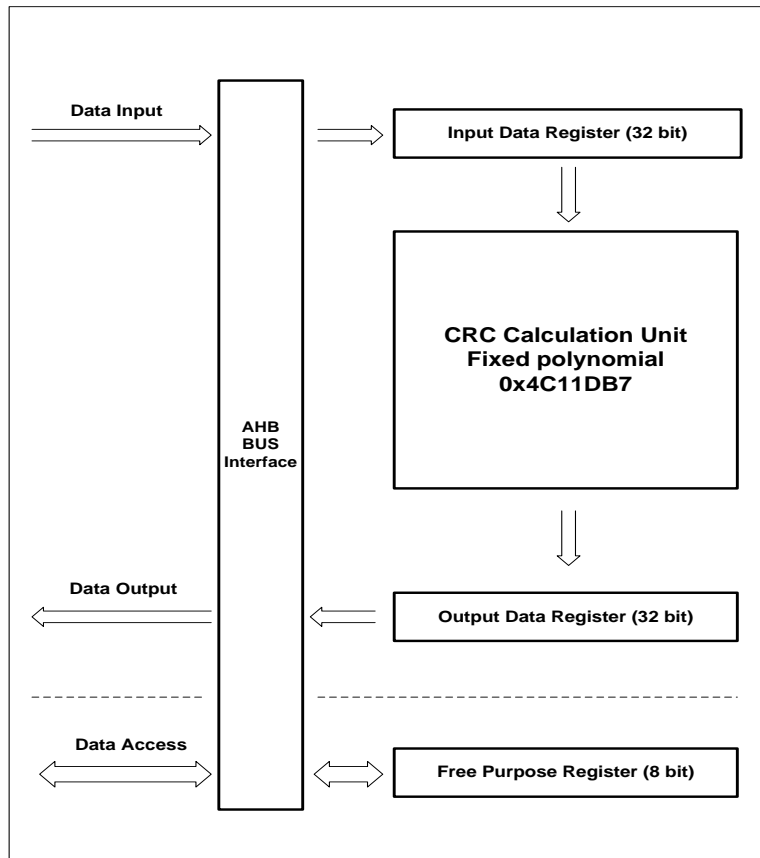 Data Input
Input Data Register (32 bit)
CRC Calculation Unit
Fixed polynomial
0x4C11DB7
AHB
BUS
Interface
Data Output
Output Data Register (32 bit)
Data Access
Free Purpose Register (8 bit)